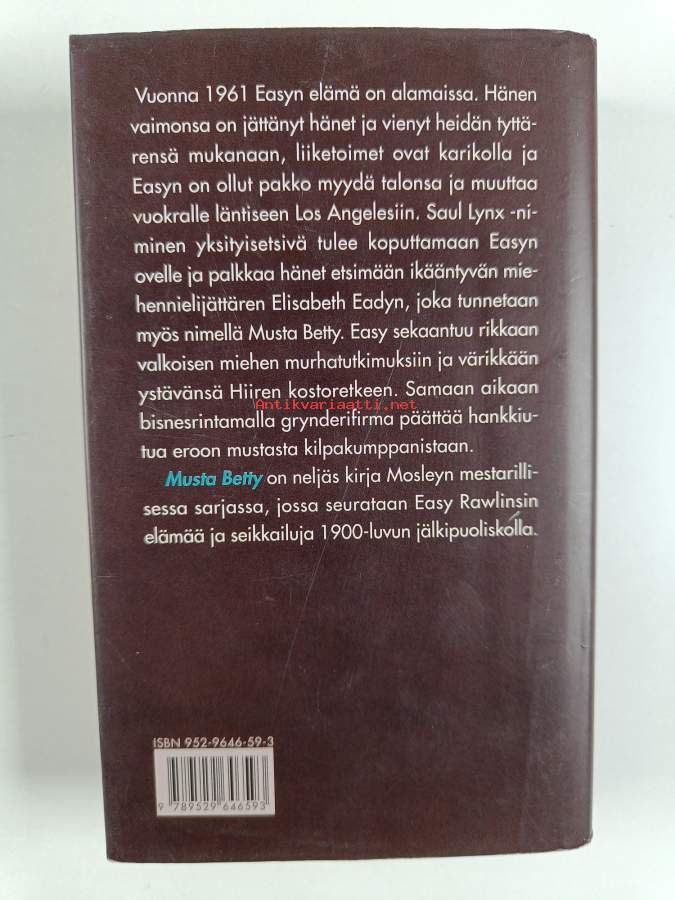 Vuonna 1961 Easyn elämä on alamaissa. Hänen
vaimonsa on jättänyt hänet ja vienyt heidän tyttä-
rensä mukanaan, liiketoimet ovat karikolla ja
Easyn on ollut pakko myydä talonsa ja muuttaa
vuokralle läntiseen Los Angelesiin. Saul Lynx -ni-
minen yksityisetsivä tulee koputtamaan Easyn
ovelle ja palkkaa hänet etsimään ikääntyvän mie-
hennielijättären Elisabeth Eadyn, joka tunnetaan
myös nimellä Musta Betty. Easy sekaantuu rikkaan
valkoisen miehen murhatutkimuksiin ja värikkään
ystävänsä Hiiren kostoretkeen. Samaan aikaan
Antikvariaatti.net
bisnesrintamalla grynderifirma päättää hankkiu-
tua eroon mustasta kilpakumppanistaan.
Musta Betty on neljäs kirja Mosleyn mestarilli-
sessa sarjassa, jossa seurataan Easy Rawlinsin
elämää ja seikkailuja 1900-luvun jälkipuoliskolla.
ISBN 952-9646-59-3
9 789529 646593